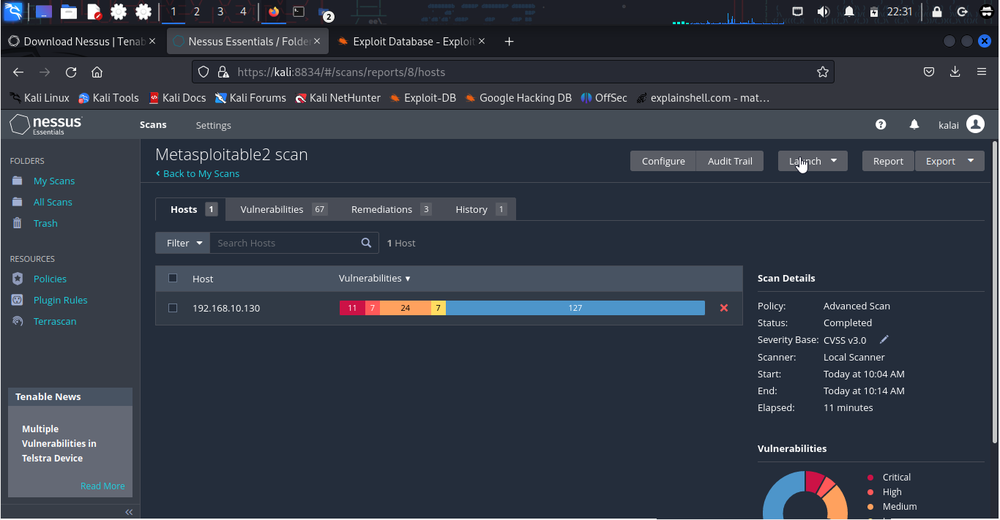 1 2 3 4 2 22:31
Download Nessus | Tenab × Nessus Essentials / Folde × Exploit Database - Exploit × +
https://kali:8834/#/scans/reports/8/hosts
Kali Linux Kali Tools Kali Docs Kali Forums Kali NetHunter Exploit-DB Google Hacking DB OffSec explainshell.com - mat…
nessus Essentials Scans Settings kalai
FOLDERS
My Scans
All Scans
Trash
RESOURCES
Policies
Plugin Rules
Terrascan
Tenable News
Multiple
Vulnerabilities in
Telstra Device
Read More
Metasploitable2 scan
Back to My Scans
Configure Audit Trail Launch Report Export
Hosts 1 Vulnerabilities 67 Remediations 3 History 1
Filter Search Hosts 1 Host
Host Vulnerabilities
192.168.10.130 11 7 24 7 127
Scan Details
Policy: Advanced Scan
Status: Completed
Severity Base: CVSS v3.0
Scanner: Local Scanner
Start: Today at 10:04 AM
End: Today at 10:14 AM
Elapsed: 11 minutes
Vulnerabilities
Critical
High
Medium